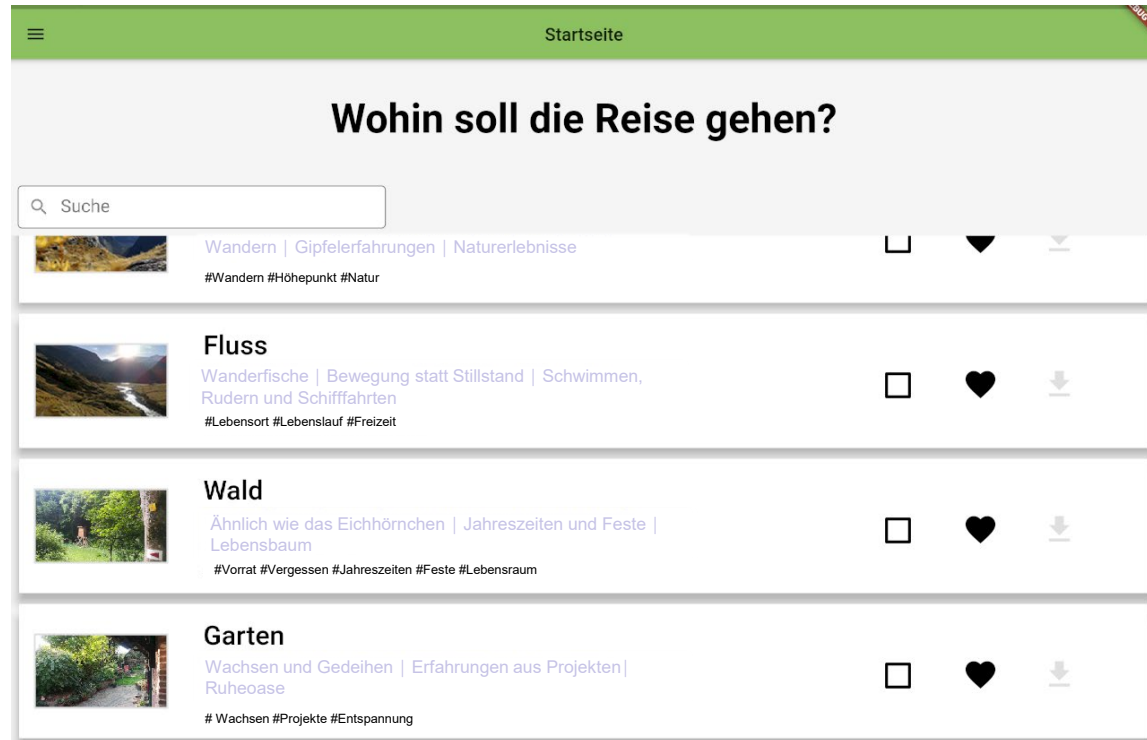 Startseite
Wohin soll die Reise gehen?
Suche
Wandern | Gipfelerfahrungen | Naturerlebnisse
#Wandern #Höhepunkt #Natur
Fluss
Wanderfische | Bewegung statt Stillstand | Schwimmen,
Rudern und Schifffahrten
#Lebensort #Lebenslauf #Freizeit
Wald
Ähnlich wie das Eichhörnchen | Jahreszeiten und Feste |
Lebensbaum
#Vorrat #Vergessen #Jahreszeiten #Feste #Lebensraum
Garten
Wachsen und Gedeihen | Erfahrungen aus Projekten|
Ruheoase
# Wachsen #Projekte #Entspannung